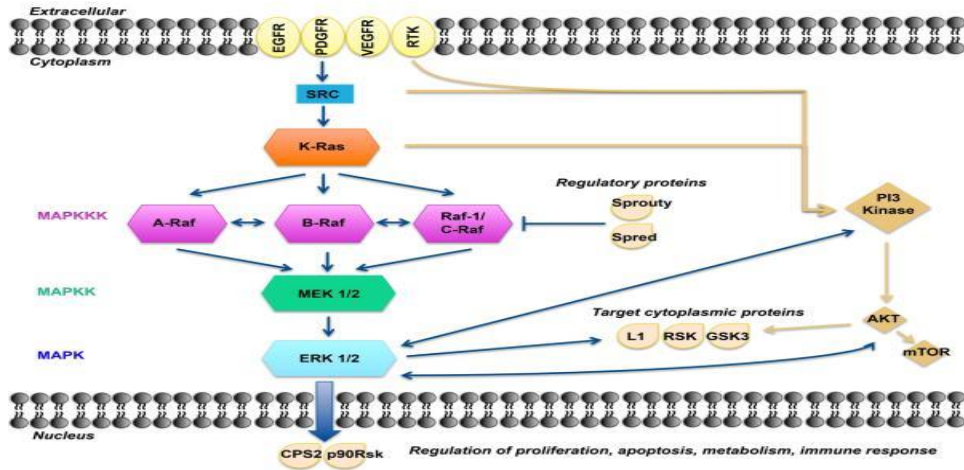 Extracellular
EGFR
PDGFR
VEGFR
RTK
Cytoplasm
SRC
K-Ras
Regulatory proteins
Sprouty
Spred
PI3
Kinase
MAPKKK
A-Raf
B-Raf
Raf-1/
C-Raf
MAPKK
MEK 1/2
Target cytoplasmic proteins
L1
RSK
GSK3
AKT
mTOR
MAPK
ERK 1/2
Nucleus
CPS2
p90Rsk
Regulation of proliferation, apoptosis, metabolism, immune response